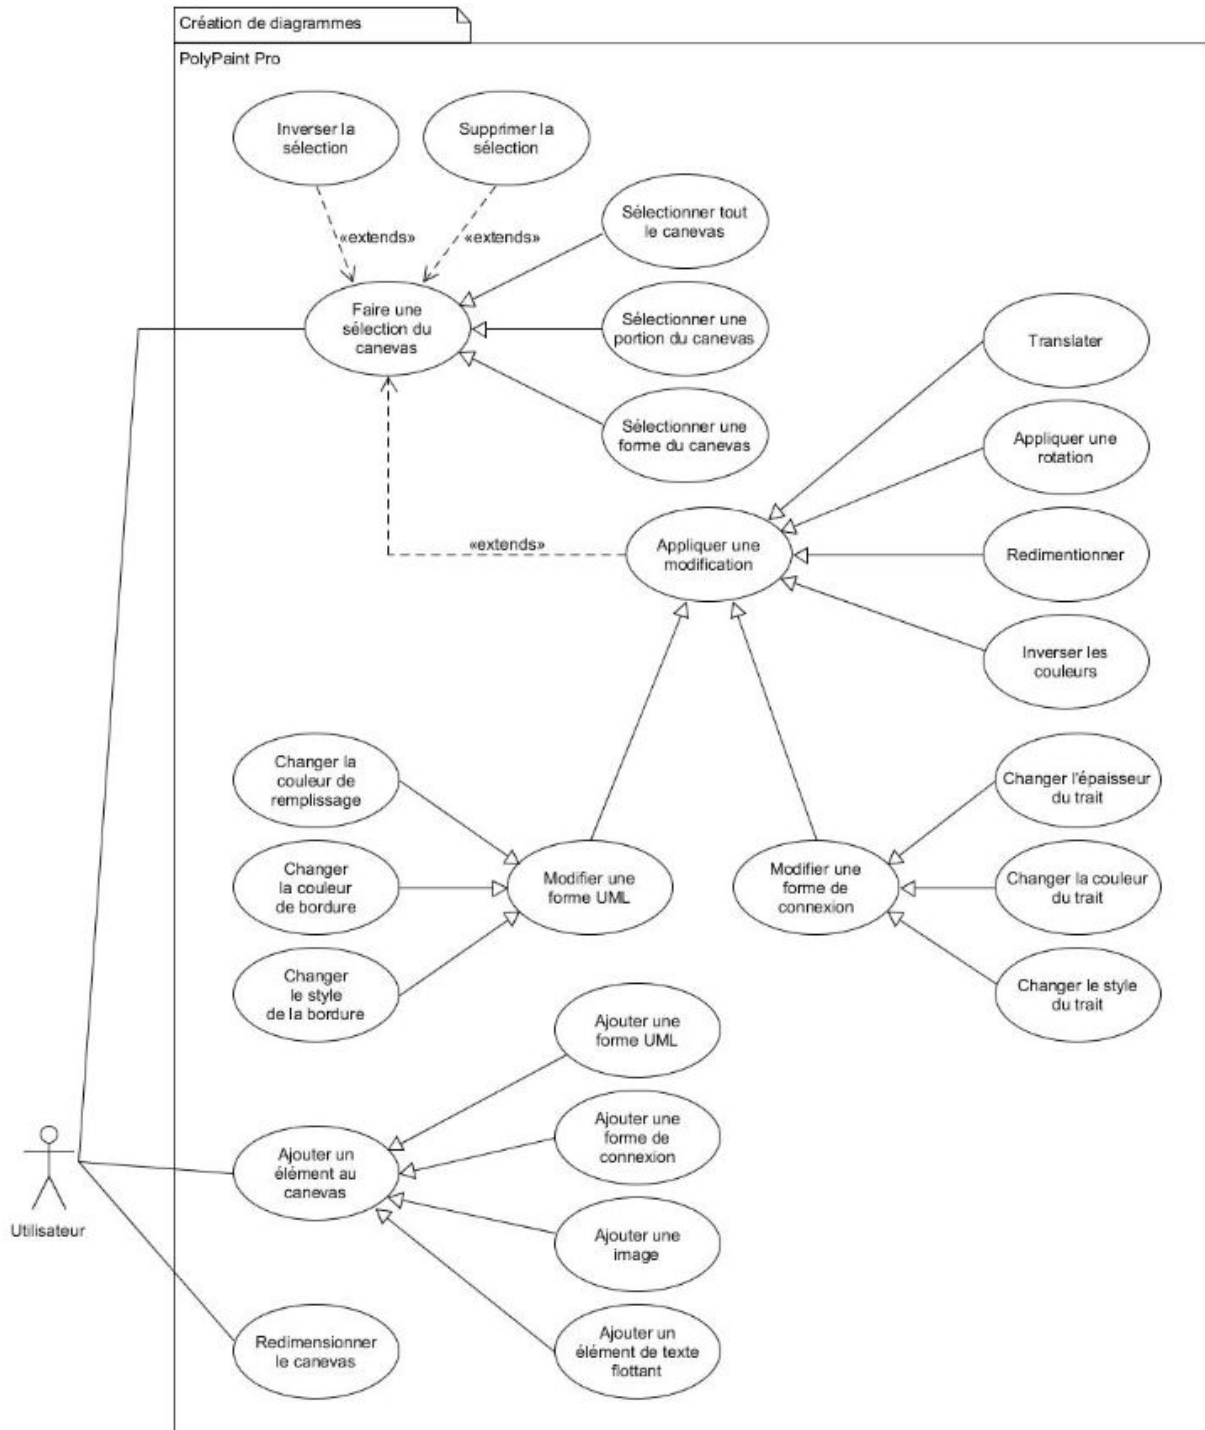 Création de diagrammes
PolyPaint Pro
Inverser la
sélection
Supprimer la
sélection
«extends»
«extends»
Sélectionner tout
le canevas
Faire une
sélection du
canevas
Sélectionner une
portion du canevas
Sélectionner une
forme du canevas
Translater
Appliquer une
rotation
«extends»
Appliquer une
modification
Redimentionner
Inverser les
couleurs
Changer la
couleur de
remplissage
Changer
la couleur
de bordure
Changer
le style
de la bordure
Modifier une
forme UML
Modifier une
forme de
connexion
Changer l'épaisseur
du trait
Changer la couleur
du trait
Changer le style
du trait
Ajouter une
forme UML
Ajouter une
forme de
connexion
Utilisateur
Ajouter un
élémént au
canevas
Ajouter une
image
Redimensionner
le canevas
Ajouter un
élément de texte
flottant